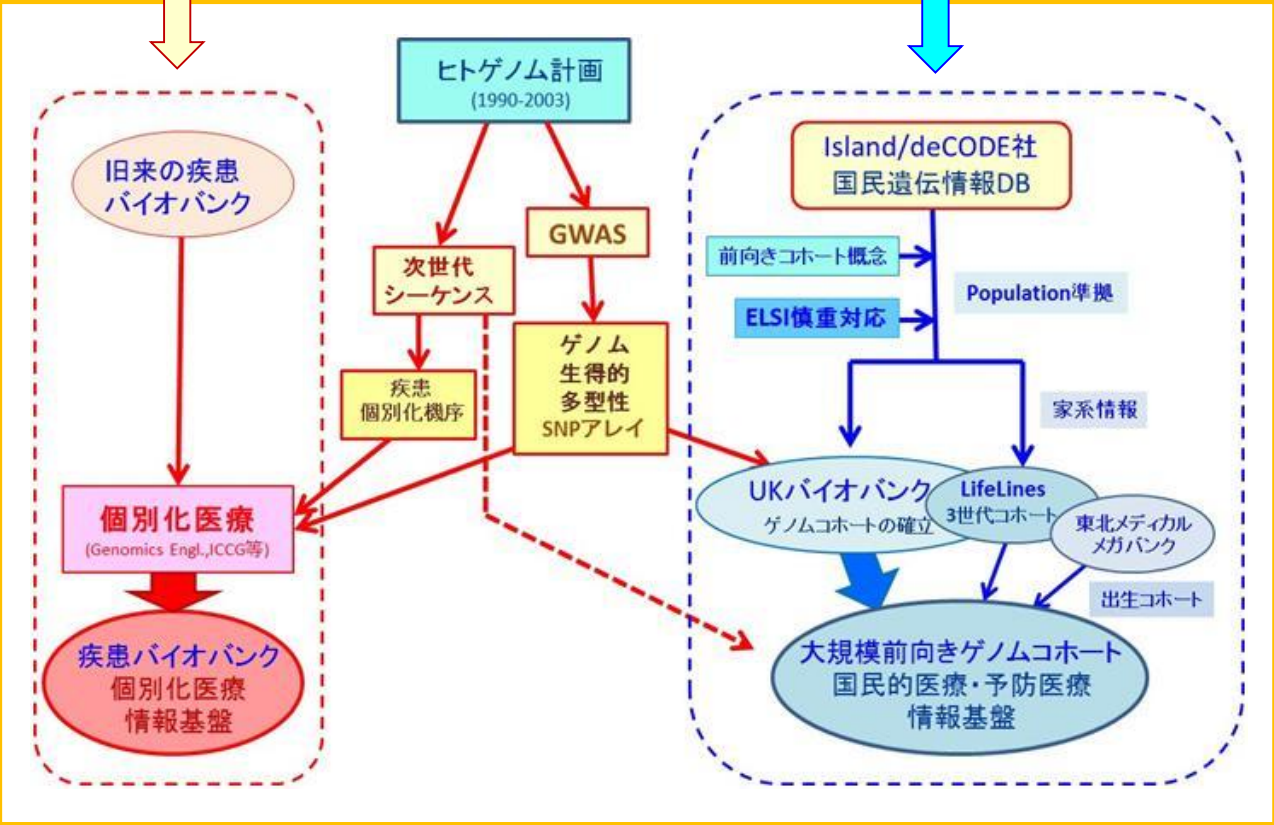 ヒトゲノム計画
(1990-2003)
旧来の疾患
バイオバンク
次世代
シーケンス
GWAS
疾患
個別化機序
ゲノム
生得的
多型性
SNPアレイ
個別化医療
(Genomics Engl.,ICCG等)
疾患バイオバンク
個別化医療
情報基盤
Island/deCODE社
国民遺伝情報DB
前向きコホート概念
ELSI慎重対応
Population準拠
家系情報
UKバイオバンク
ゲノムコホートの確立
LifeLines
3世代コホート
東北メディカル
メガバンク
出生コホート
大規模前向きゲノムコホート
国民的医療・予防医療
情報基盤